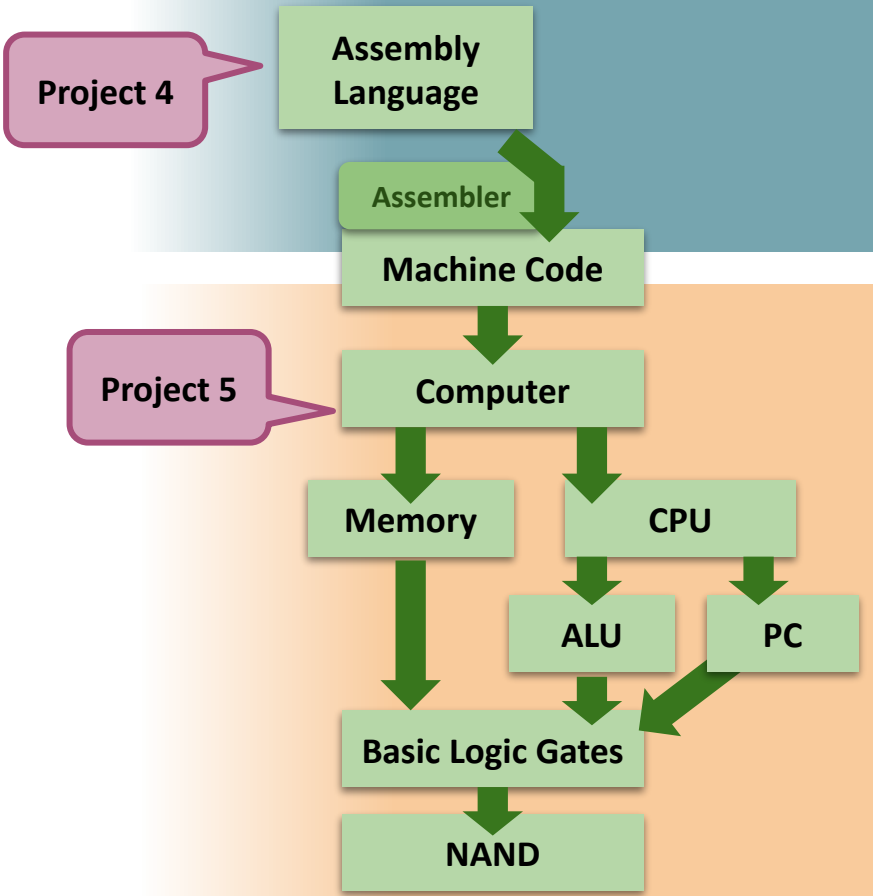 Assembly
Language
Project 4
Assembler
Machine Code
Project 5
Computer
Memory
CPU
ALU
PC
Basic Logic Gates
NAND